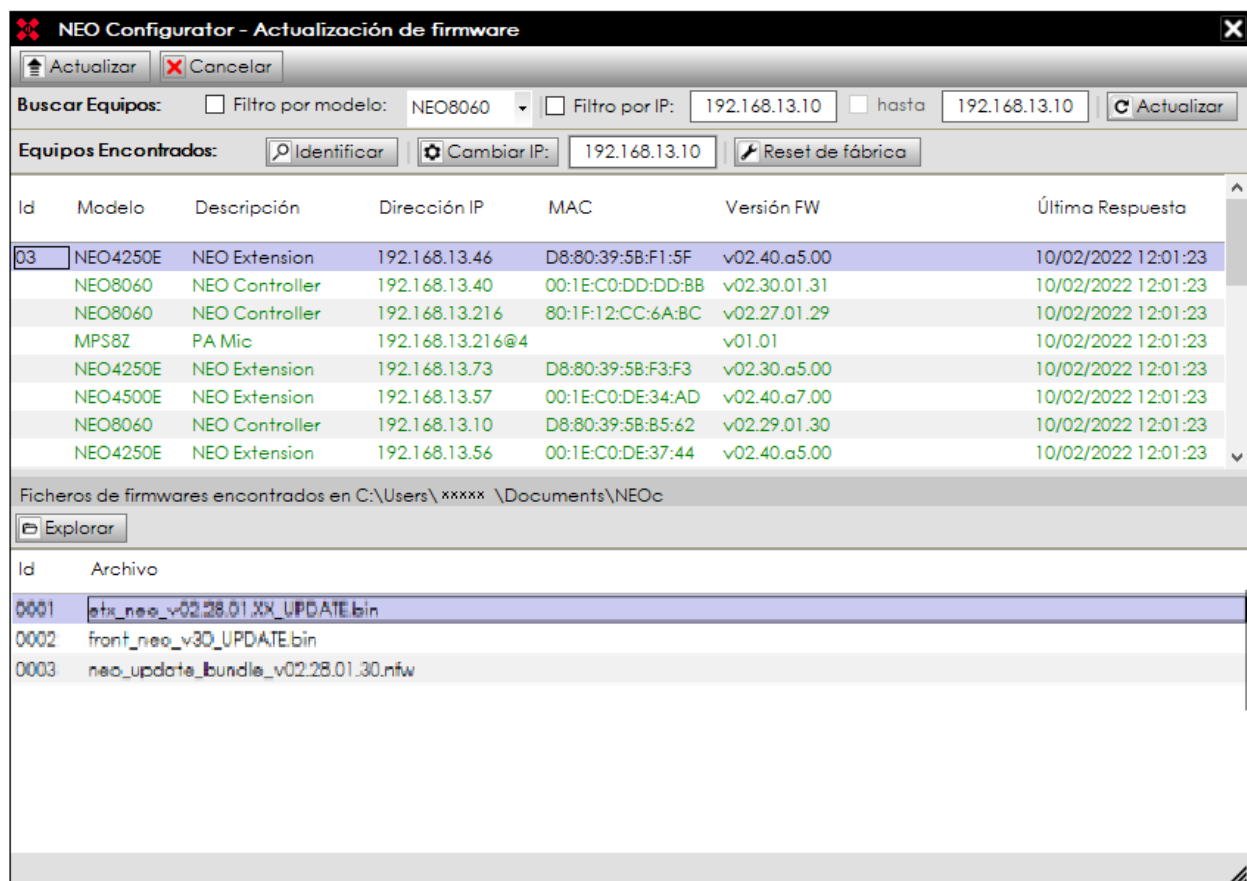 NEO Configurator - Actualización de firmware
Actualizar Cancelar
Buscar Equipos: Filtro por modelo: NEO8060 Filtro por IP: 192.168.13.10 hasta 192.168.13.10 Actualizar
Equipos Encontrados: Identificar Cambiar IP: 192.168.13.10 Reset de fábrica
Id Modelo Descripción Dirección IP MAC Versión FW Última Respuesta
03 NEO4250E NEO Extension 192.168.13.46 D8:80:39:5B:F1:5F v02.40.a5.00 10/02/2022 12:01:23
NEO8060 NEO Controller 192.168.13.40 00:1E:C0:DD:DD:BB v02.30.01.31 10/02/2022 12:01:23
NEO8060 NEO Controller 192.168.13.216 80:1F:12:CC:6A:BC v02.27.01.29 10/02/2022 12:01:23
MPS8Z PA Mic 192.168.13.216@4 v01.01 10/02/2022 12:01:23
NEO4250E NEO Extension 192.168.13.73 D8:80:39:5B:F3:F3 v02.30.a5.00 10/02/2022 12:01:23
NEO4500E NEO Extension 192.168.13.57 00:1E:C0:DE:34:AD v02.40.a7.00 10/02/2022 12:01:23
NEO8060 NEO Controller 192.168.13.10 D8:80:39:5B:B5:62 v02.29.01.30 10/02/2022 12:01:23
NEO4250E NEO Extension 192.168.13.56 00:1E:C0:DE:37:44 v02.40.a5.00 10/02/2022 12:01:23
Ficheros de firmwares encontrados en C:\Users\ xxxxx \Documents\NEOc
Explorar
Id Archivo
0001 etx_neo_v02.28.01.XX_UPDATE.bin
0002 front_neo_v30_UPDATE.bin
0003 neo_update_bundle_v02.28.01.30.nfw